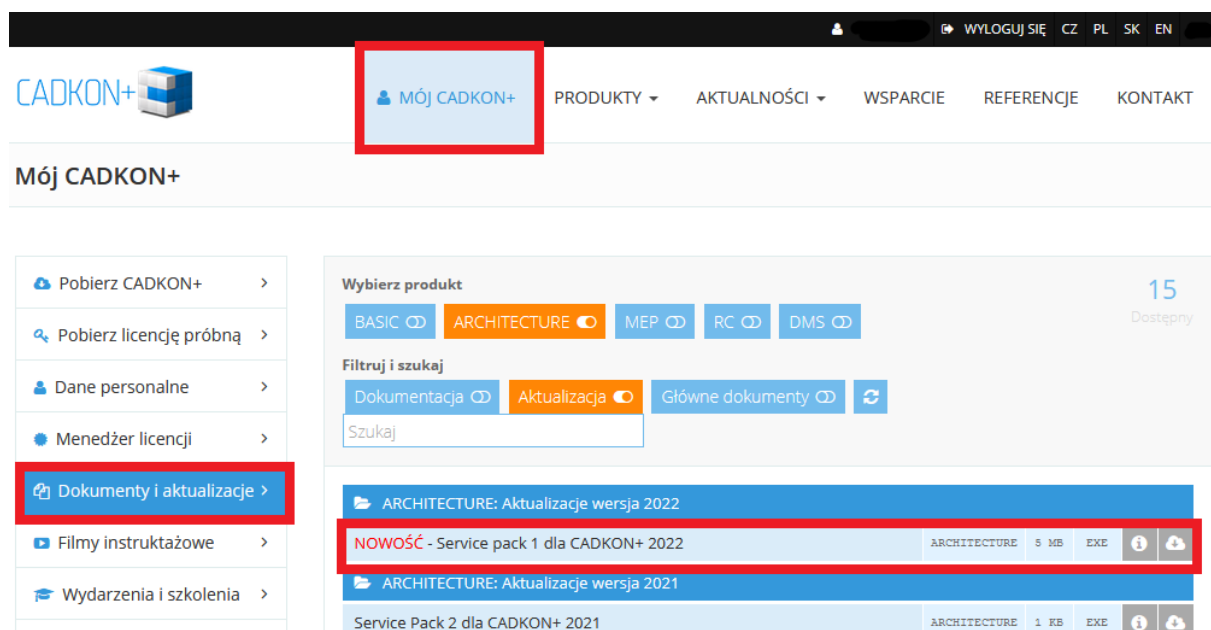 WYLOGUJ SIĘ CZ PL SK EN
CADKON+
MÓJ CADKON+ PRODUKTY AKTUALNOŚCI WSPARCIE REFERENCJE KONTAKT
Mój CADKON+
Pobierz CADKON+
Pobierz licencję próbną
Dane personalne
Menedżer licencji
Dokumenty i aktualizacje
Filmy instruktażowe
Wydarzenia i szkolenia
Wybierz produkt
15
Dostępny
BASIC ARCHITECTURE MEP RC DMS
Filtruj i szukaj
Dokumentacja Aktualizacja Główne dokumenty
Szukaj
ARCHITECTURE: Aktualizacje wersja 2022
NOWOŚĆ - Service pack 1 dla CADKON+ 2022 ARCHITECTURE 5 MB EXE
ARCHITECTURE: Aktualizacje wersja 2021
Service Pack 2 dla CADKON+ 2021 ARCHITECTURE 1 KB EXE